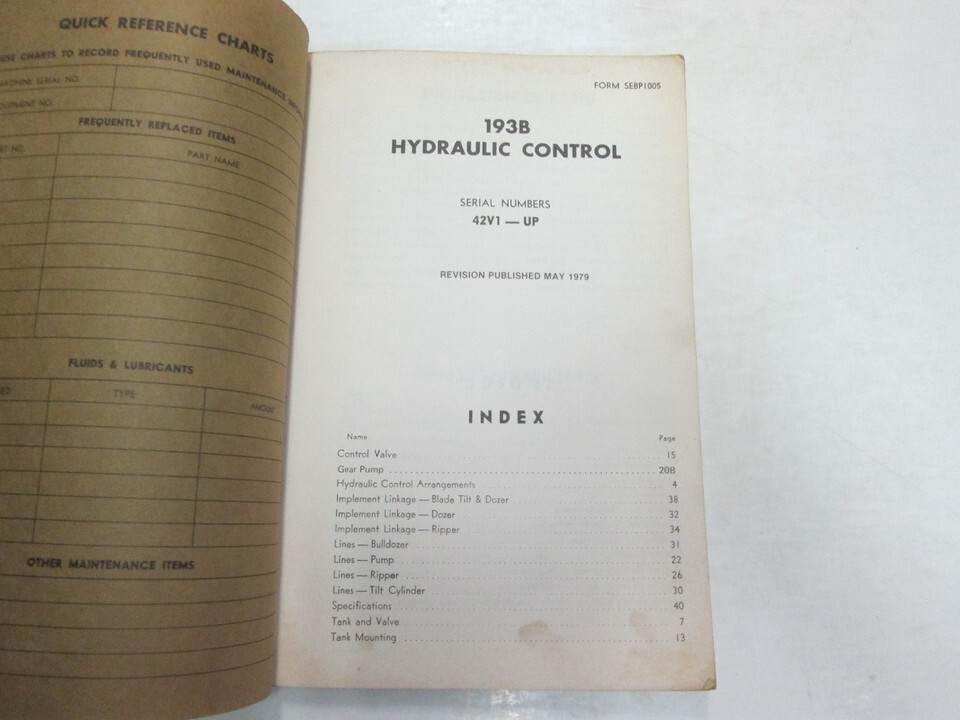 QUICK REFERENCE CHARTS
CHARTS TO RECORD FREQUENTLY USED MAINTENANCE
MACHINE SERIAL NO.
FREQUENTLY REPLACED ITEMS
PART NAME
FLUIDS & LUBRICANTS
TYPE
AMOUNT
OTHER MAINTENANCE ITEMS
FORM SEBP1005
193B
HYDRAULIC CONTROL
SERIAL NUMBERS
42V1 — UP
REVISION PUBLISHED MAY 1979
INDEX
Name Page
Control Valve 15
Gear Pump 20B
Hydraulic Control Arrangements 4
Implement Linkage — Blade Tilt & Dozer 38
Implement Linkage — Dozer 32
Implement Linkage — Ripper 34
Lines — Bulldozer 31
Lines — Pump 22
Lines — Ripper 26
Lines — Tilt Cylinder 30
Specifications 40
Tank and Valve 7
Tank Mounting 13